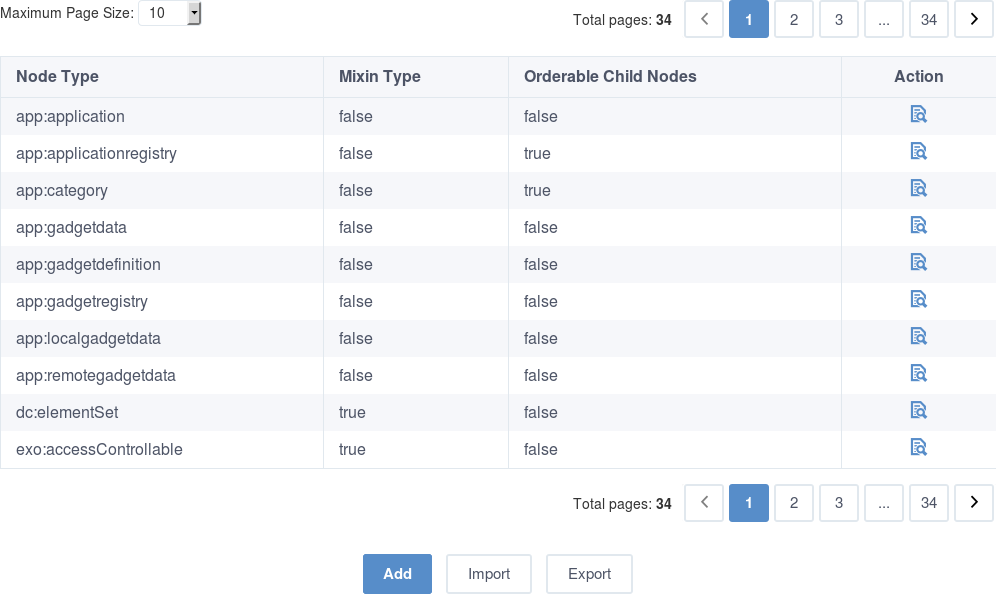 Maximum Page Size: 10
Total pages: 34 1 2 3 ... 34
Node Type Mixin Type Orderable Child Nodes Action
app:application false false
app:applicationregistry false true
app:category false true
app:gadgetdata false false
app:gadgetdefinition false false
app:gadgetregistry false false
app:localgadgetdata false false
app:remotegadgetdata false false
dc:elementSet true false
exo:accessControllable true false
Total pages: 34 1 2 3 ... 34
Add Import Export